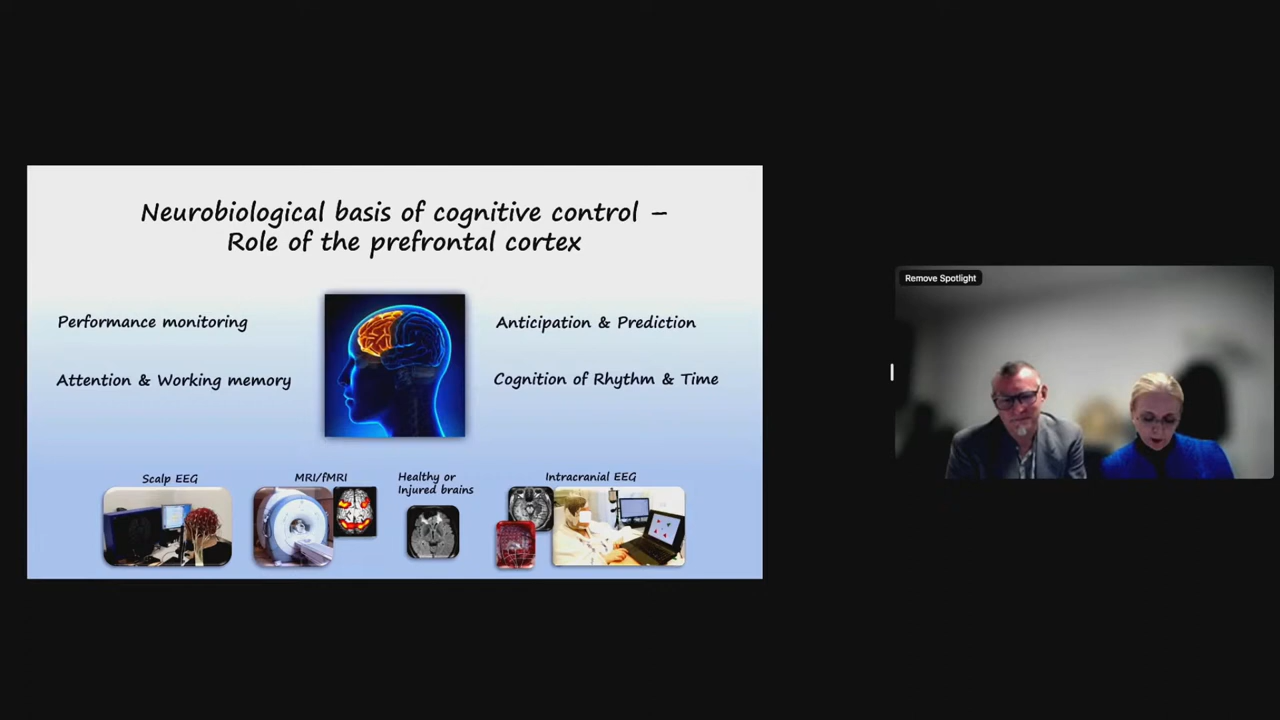 Neurobiological basis of cognitive control –
Role of the prefrontal cortex
Performance monitoring
Anticipation & Prediction
Attention & Working memory
Cognition of Rhythm & Time
Scalp EEG
MRI/fMRI
Healthy or
Injured brains
Intracranial EEG
Remove Spotlight